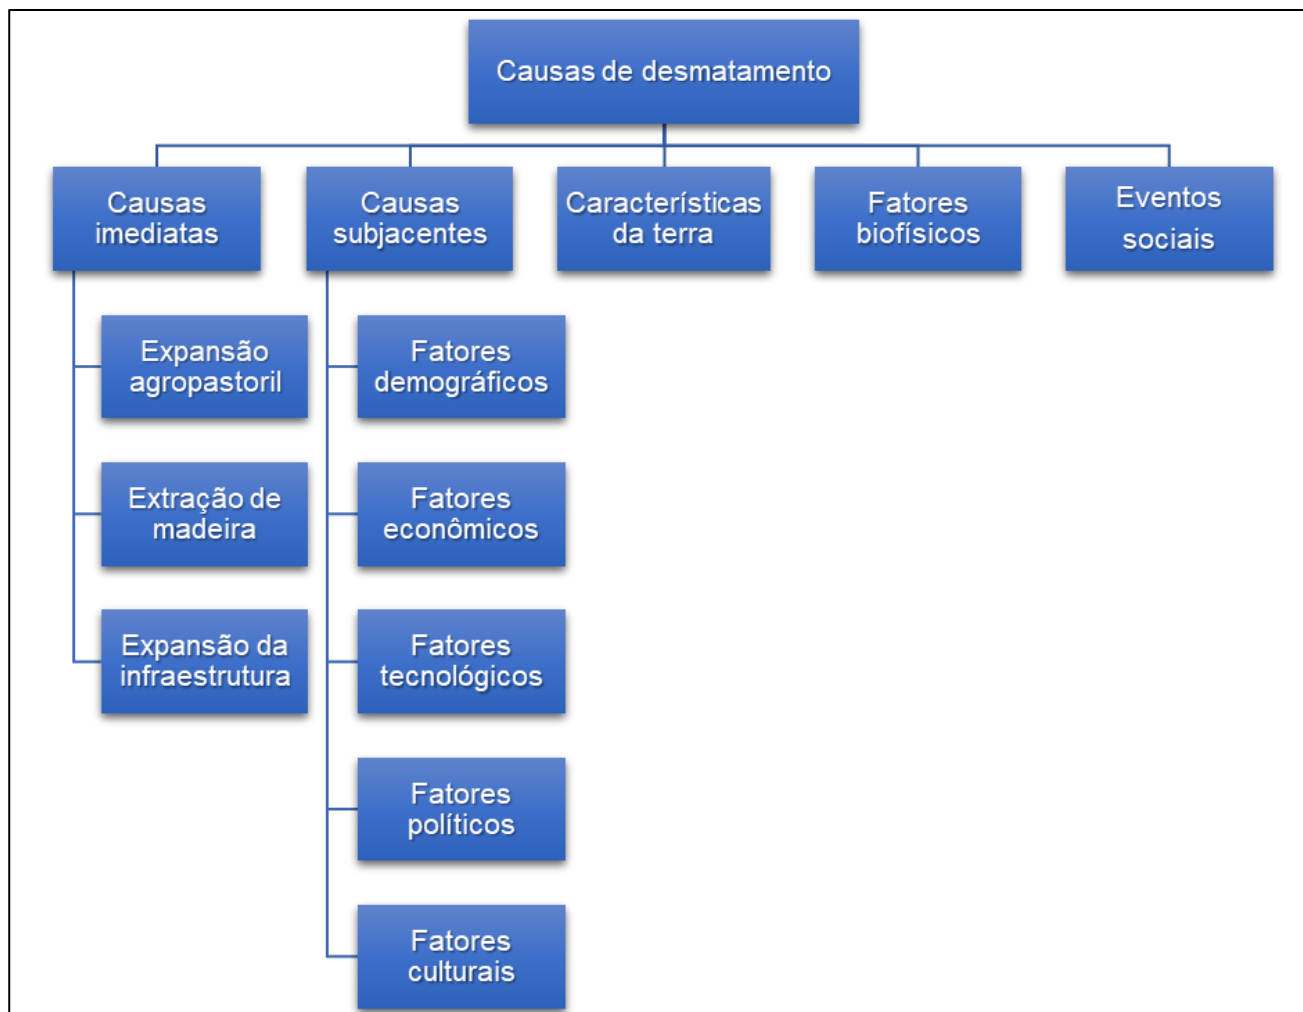 Causas de desmatamento
Causas
imediatas
Causas
subjacentes
Características
da terra
Fatores
biofísicos
Eventos
sociais
Expansão
agropastoril
Extração de
madeira
Expansão da
infraestrutura
Fatores
demográficos
Fatores
econômicos
Fatores
tecnológicos
Fatores
políticos
Fatores
culturais